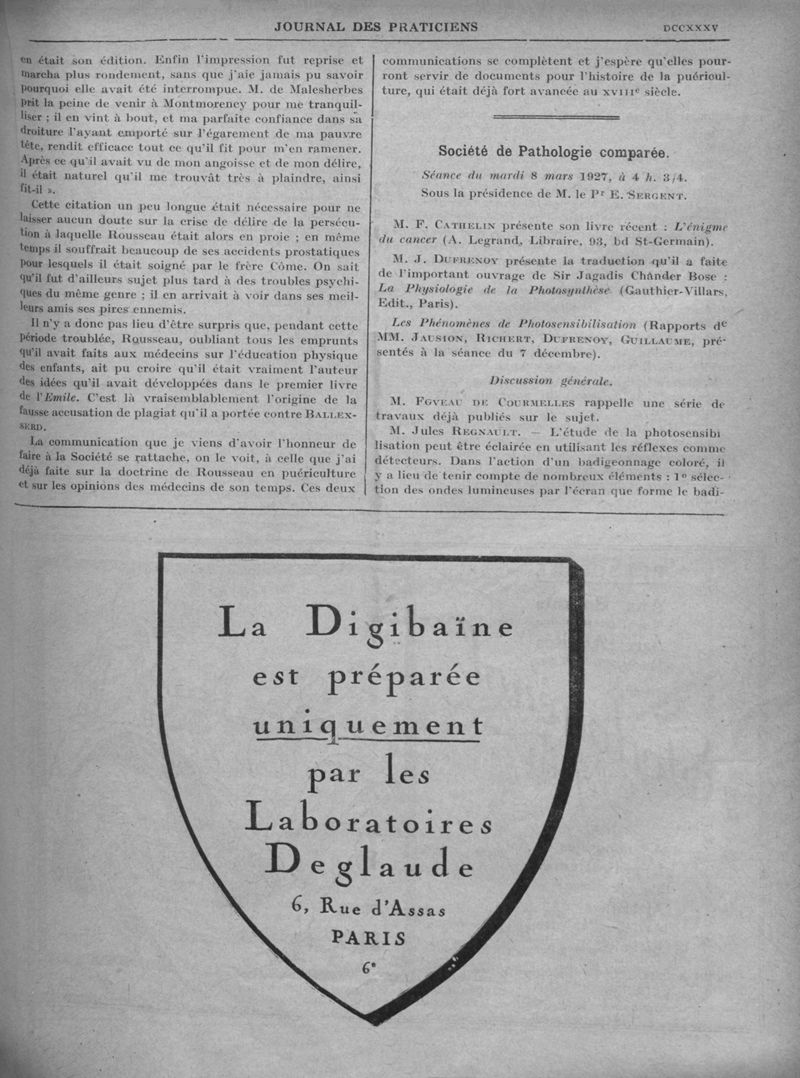 JOURNAL DES PRATICIENS
DCCXXXV
en était son édition. Enfin l'impression fut reprise et
marcha plus rondement, sans que j'aie jamais pu savoir
pourquoi elle avait été interrompue. M. de Malesherbes
prit la peine de venir à Montmorency pour me tranquil-
liser ; il en vint à bout, et ma parfaite confiance dans sa
droiture l'ayant emporté sur l'égarement de ma pauvre
tête, rendit efficace tout ce qu'il fit pour m'en ramener.
Après ce qu'il avait vu de mon angoisse et de mon délire,
il était naturel qu'il me trouvât très à plaindre, ainsi
fit-il ».
Cette citation un peu longue était nécessaire pour ne
laisser aucun doute sur la crise de délire de la persécu-
tion à laquelle Rousseau était alors en proie ; en même
temps il souffrait beaucoup de ses accidents prostatiques
pour lesquels il était soigné par le frère Côme. On sait
qu'il fut d'ailleurs sujet plus tard à des troubles psychi-
ques du même genre ; il en arrivait à voir dans ses meil-
leurs amis ses pires ennemis.
Il n'y a donc pas lieu d'être surpris que, pendant cette
période troublée, Rousseau, oubliant tous les emprunts
qu'il avait faits aux médecins sur l'éducation physique
des enfants, ait pu croire qu'il était vraiment l'auteur
des idées qu'il avait développées dans le premier livre
de l'Emile. C'est là vraisemblablement l'origine de la
fausse accusation de plagiat qu'il a portée contre BALLEX-
SERD.
La communication que je viens d'avoir l'honneur de
faire à la Société se rattache, on le voit, à celle que j'ai
déjà faite sur la doctrine de Rousseau en puériculture
et sur les opinions des médecins de son temps. Ces deux
communications se complètent et j'espère qu'elles pour-
ront servir de documents pour l'histoire de la puéricul-
ture, qui était déjà fort avancée au XVIIIe siècle.
Société de Pathologie comparée.
Séance du mardi 8 mars 1927, à 4 h. 3/4.
Sous la présidence de M. le Pr E. SERGENT.
M. F. CATHELIN présente son livre récent : L'énigme
du cancer (A. Legrand, Libraire, 93, bd St-Germain).
M. J. DUFRENOY présente la traduction qu'il a faite
de l'important ouvrage de Sir Jagadis Chânder Bose :
La Physiologie de la Photosynthèse (Gauthier-Villars,
Edit., Paris).
Les Phénomènes de Photosensibilisation (Rapports de
MM. JAUSION, RICHERT, DUFRENOY, GUILLAUME, pré-
sentés à la séance du 7 décembre).
Discussion générale.
M. FOVEAU DE COURMELLES rappelle une série de
travaux déjà publiés sur le sujet.
M. Jules REGNAULT. — L'étude de la photosensibi
lisation peut être éclairée en utilisant les réflexes comme
détecteurs. Dans l'action d'un badigeonnage coloré, il
y a lieu de tenir compte de nombreux éléments : 1º sélec-
tion des ondes lumineuses par l'écran que forme le badi-
La Digibaïne
est préparée
uniquement
par les
Laboratoires
Deglaude
6, Rue d'Assas
PARIS
6e